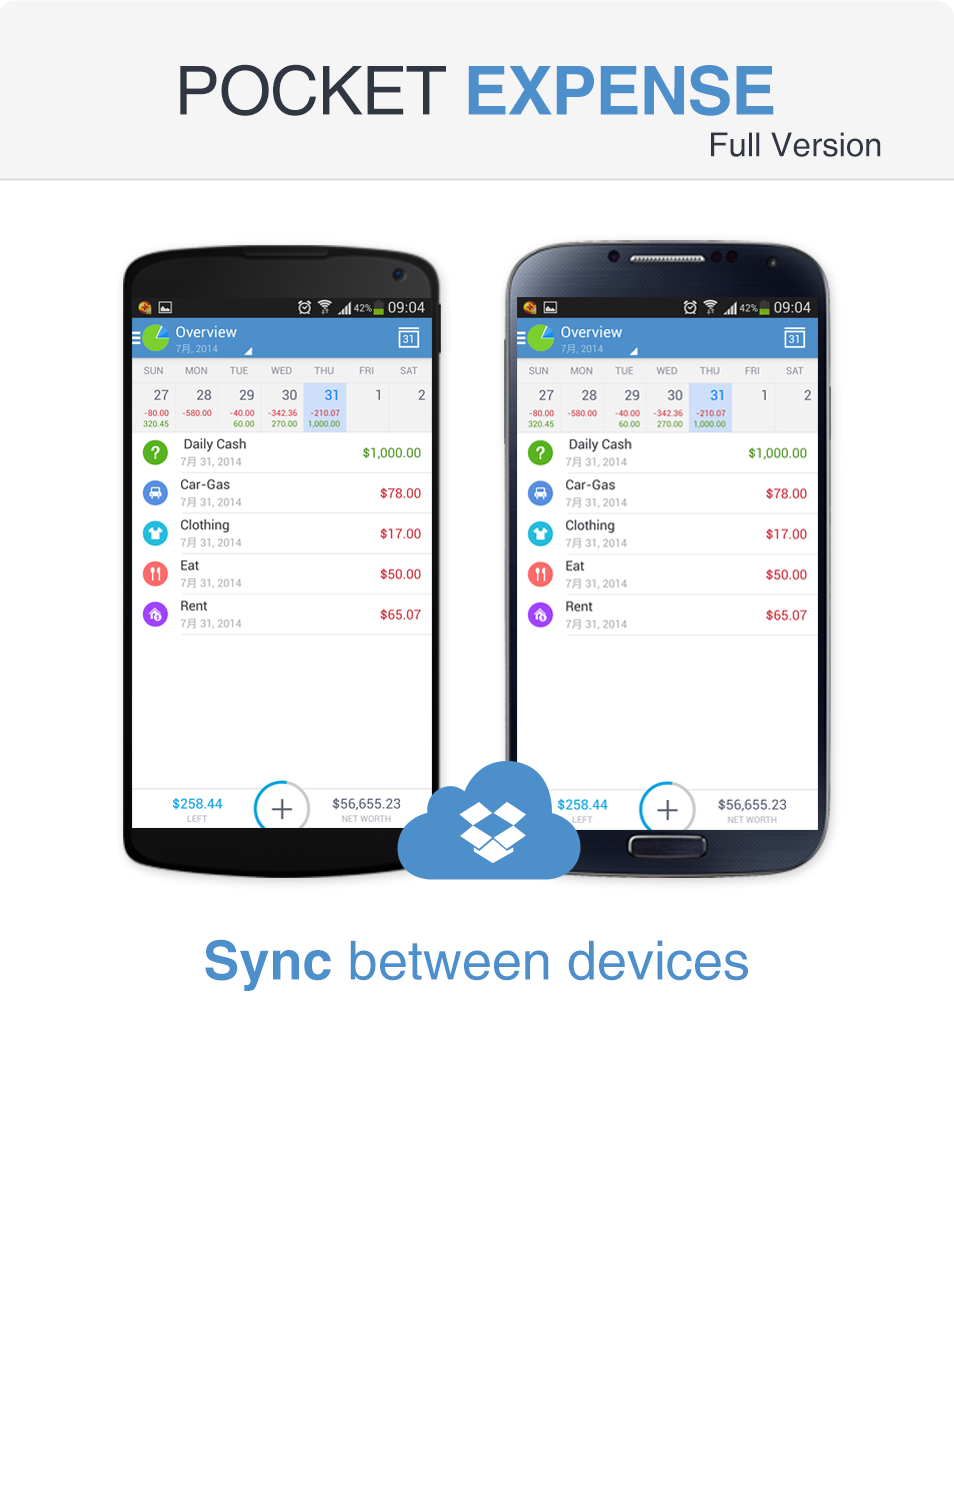 POCKET EXPENSE
Full Version
42% 09:04
Overview
7月, 2014
31
SUN MON TUE WED THU FRI SAT
27 28 29 30 31 1 2
-80.00 -580.00 -40.00 -342.36 -210.07
320.45 60.00 270.00 1,000.00
Daily Cash
7月 31, 2014
$1,000.00
Car-Gas
7月 31, 2014
$78.00
Clothing
7月 31, 2014
$17.00
Eat
7月 31, 2014
$50.00
Rent
7月 31, 2014
$65.07
$258.44
LEFT
$56,655.23
NET WORTH
42% 09:04
Overview
7月, 2014
31
SUN MON TUE WED THU FRI SAT
27 28 29 30 31 1 2
-80.00 -580.00 -40.00 -342.36 -210.07
320.45 60.00 270.00 1,000.00
Daily Cash
7月 31, 2014
$1,000.00
Car-Gas
7月 31, 2014
$78.00
Clothing
7月 31, 2014
$17.00
Eat
7月 31, 2014
$50.00
Rent
7月 31, 2014
$65.07
$258.44
LEFT
$56,655.23
NET WORTH
Sync between devices